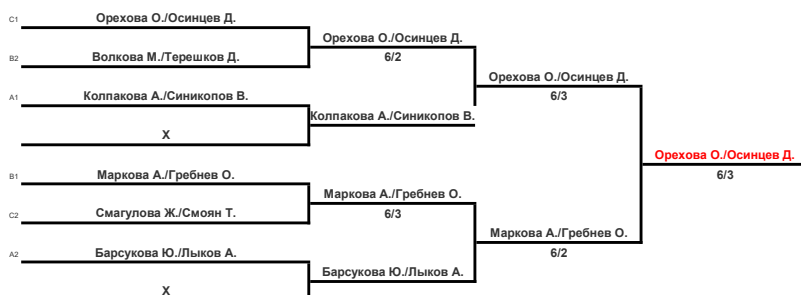 C1 Орехова О./Осинцев Д.
Орехова О./Осинцев Д.
B2 Волкова М./Терешков Д.
6/2
Орехова О./Осинцев Д.
6/3
A1 Колпакова А./Синикопов В.
Колпакова А./Синикопов В.
X
Орехова О./Осинцев Д.
6/3
B1 Маркова А./Гребнев О.
Маркова А./Гребнев О.
C2 Смагулова Ж./Смоян Т.
6/3
Маркова А./Гребнев О.
6/2
A2 Барсукова Ю./Лыков А.
Барсукова Ю./Лыков А.
X